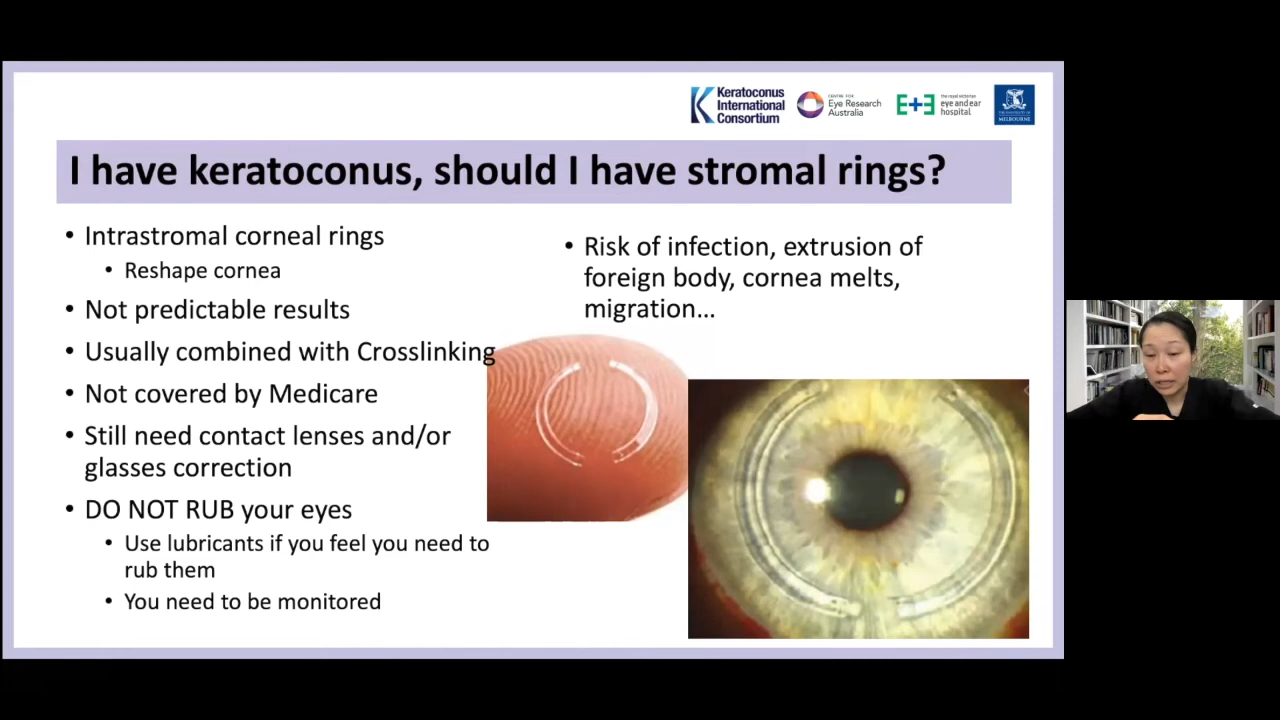 Keratoconus
International
Consortium
CENTRE FOR
Eye Research
Australia
the royal victorian
eye and ear
hospital
THE UNIVERSITY OF
MELBOURNE
I have keratoconus, should I have stromal rings?
• Intrastromal corneal rings
• Reshape cornea
• Not predictable results
• Usually combined with Crosslinking
• Not covered by Medicare
• Still need contact lenses and/or
glasses correction
• DO NOT RUB your eyes
• Use lubricants if you feel you need to
rub them
• You need to be monitored
• Risk of infection, extrusion of
foreign body, cornea melts,
migration...